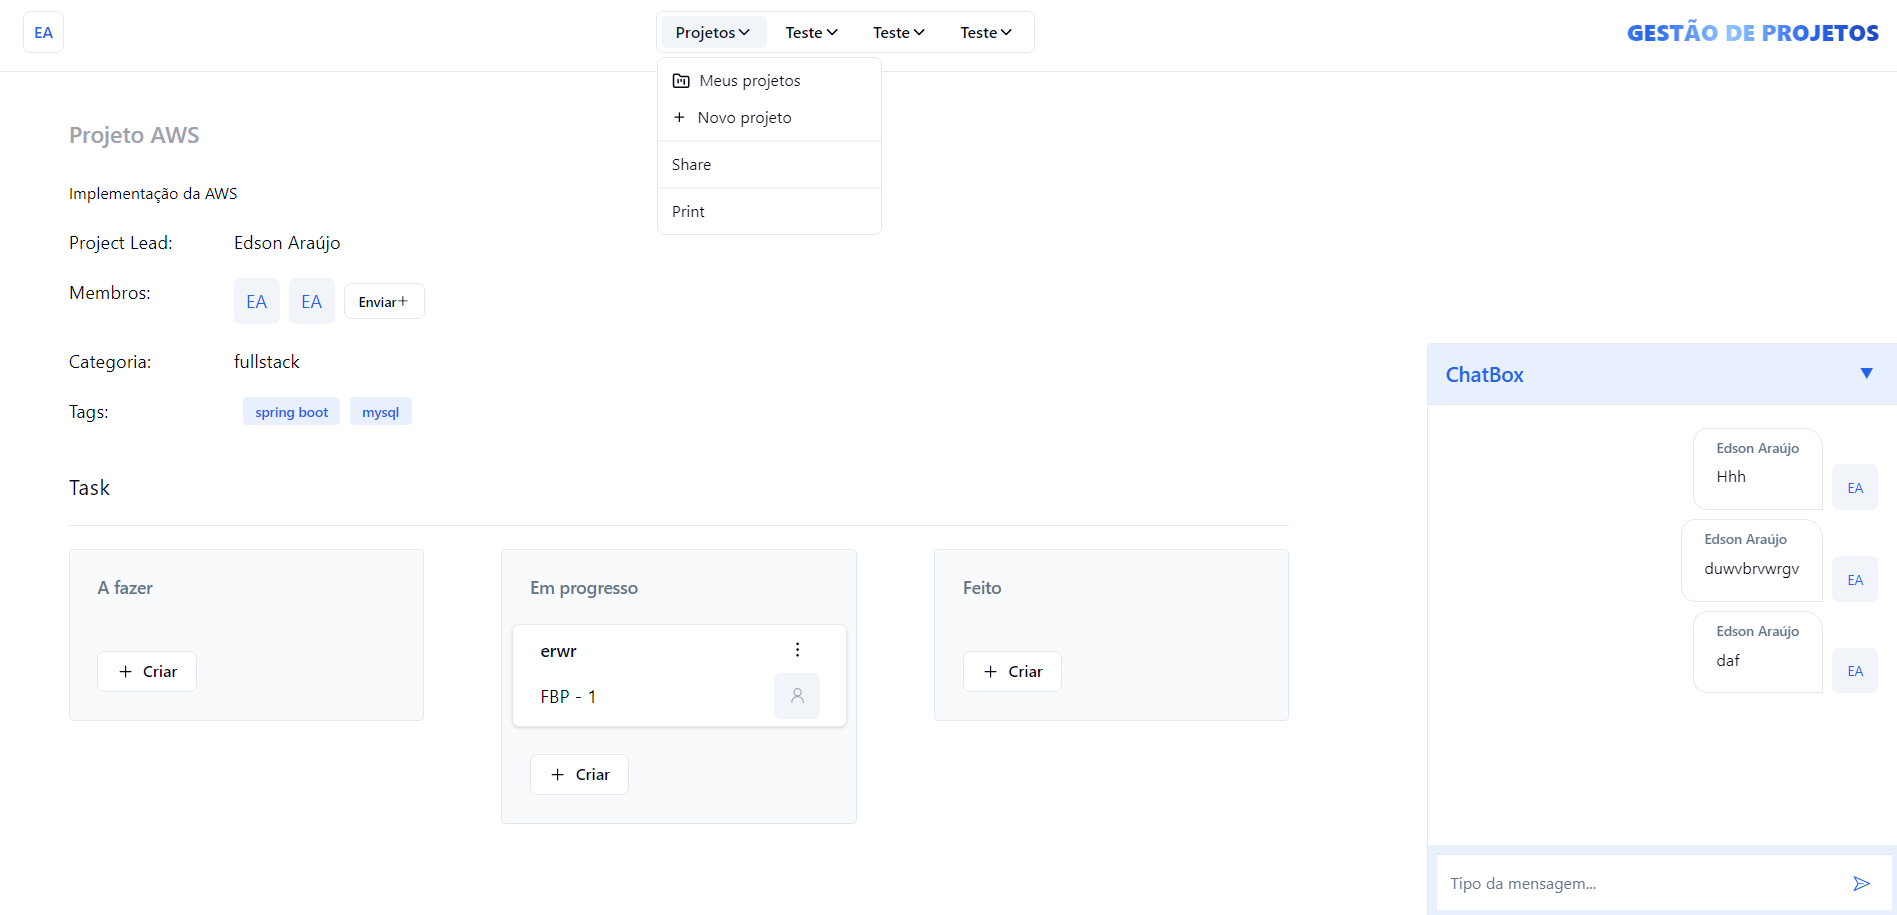 EA
Projetos
Teste
Teste
Teste
GESTÃO DE PROJETOS
Meus projetos
+ Novo projeto
Share
Print
Projeto AWS
Implementação da AWS
Project Lead: Edson Araújo
Membros: EA EA Enviar+
Categoria: fullstack
Tags: spring boot mysql
Task
A fazer
+ Criar
Em progresso
erwr
FBP - 1
+ Criar
Feito
+ Criar
ChatBox
Edson Araújo
Hhh
EA
Edson Araújo
duwvbrvwrgv
EA
Edson Araújo
daf
EA
Tipo da mensagem...